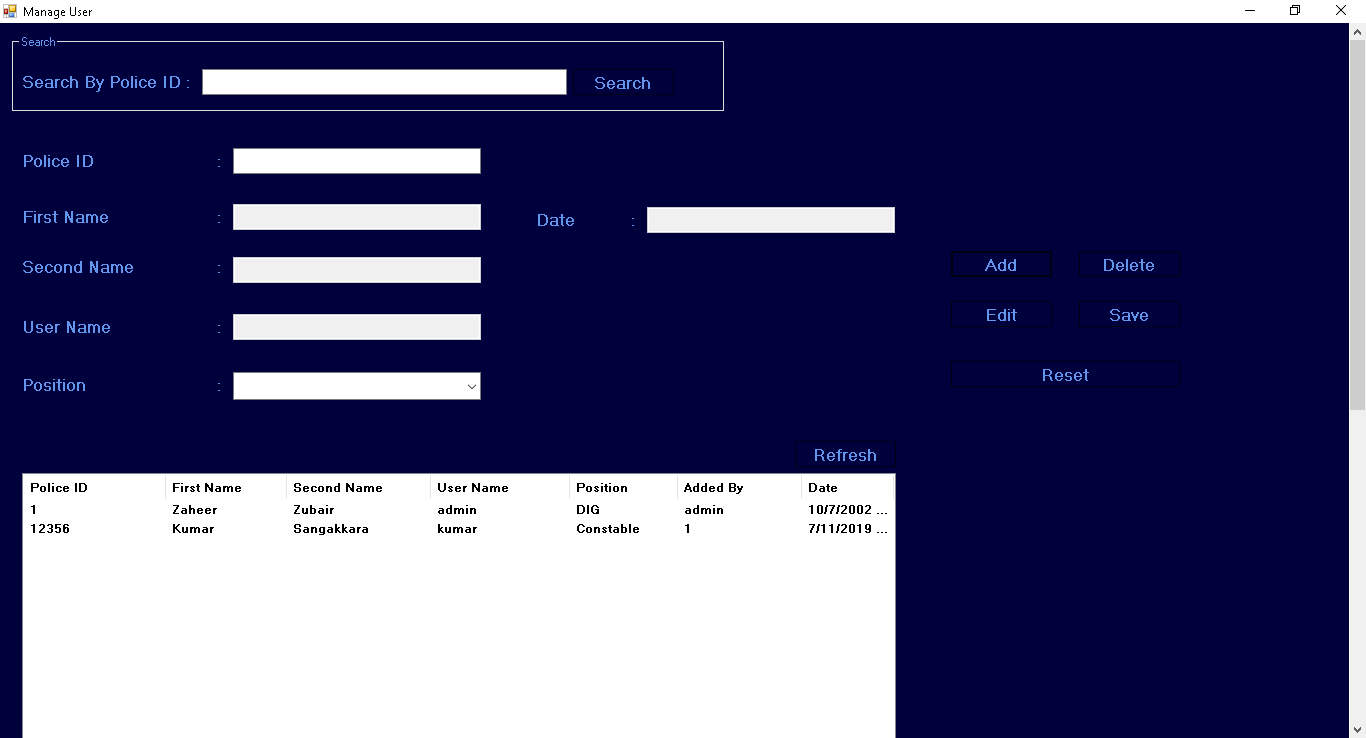 Manage User
Search
Search By Police ID : Search
Police ID :
First Name : Date :
Second Name : Add Delete
User Name : Edit Save
Position : Reset
Refresh
Police ID First Name Second Name User Name Position Added By Date
1 Zaheer Zubair admin DIG admin 10/7/2002 ...
12356 Kumar Sangakkara kumar Constable 1 7/11/2019 ...